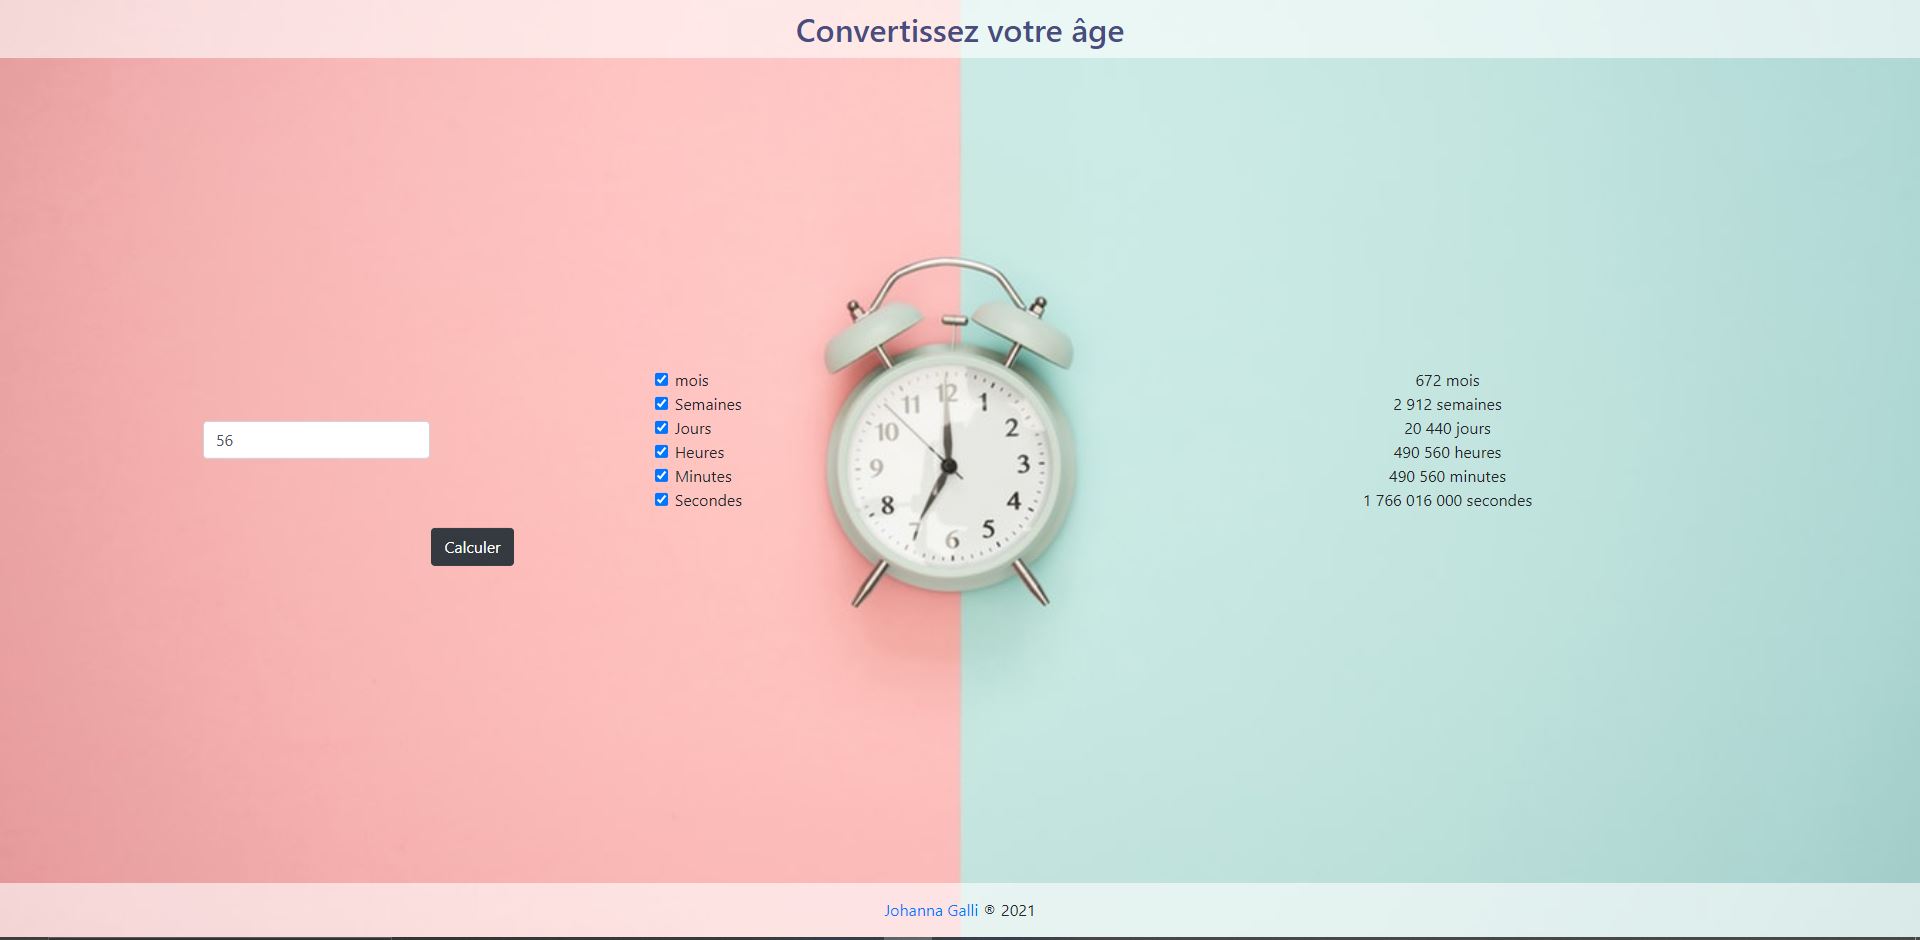 Convertissez votre âge
56
Calculer
mois
Semaines
Jours
Heures
Minutes
Secondes
12
1
2
3
4
5
6
7
8
9
10
11
672 mois
2 912 semaines
20 440 jours
490 560 heures
490 560 minutes
1 766 016 000 secondes
Johanna Galli ® 2021